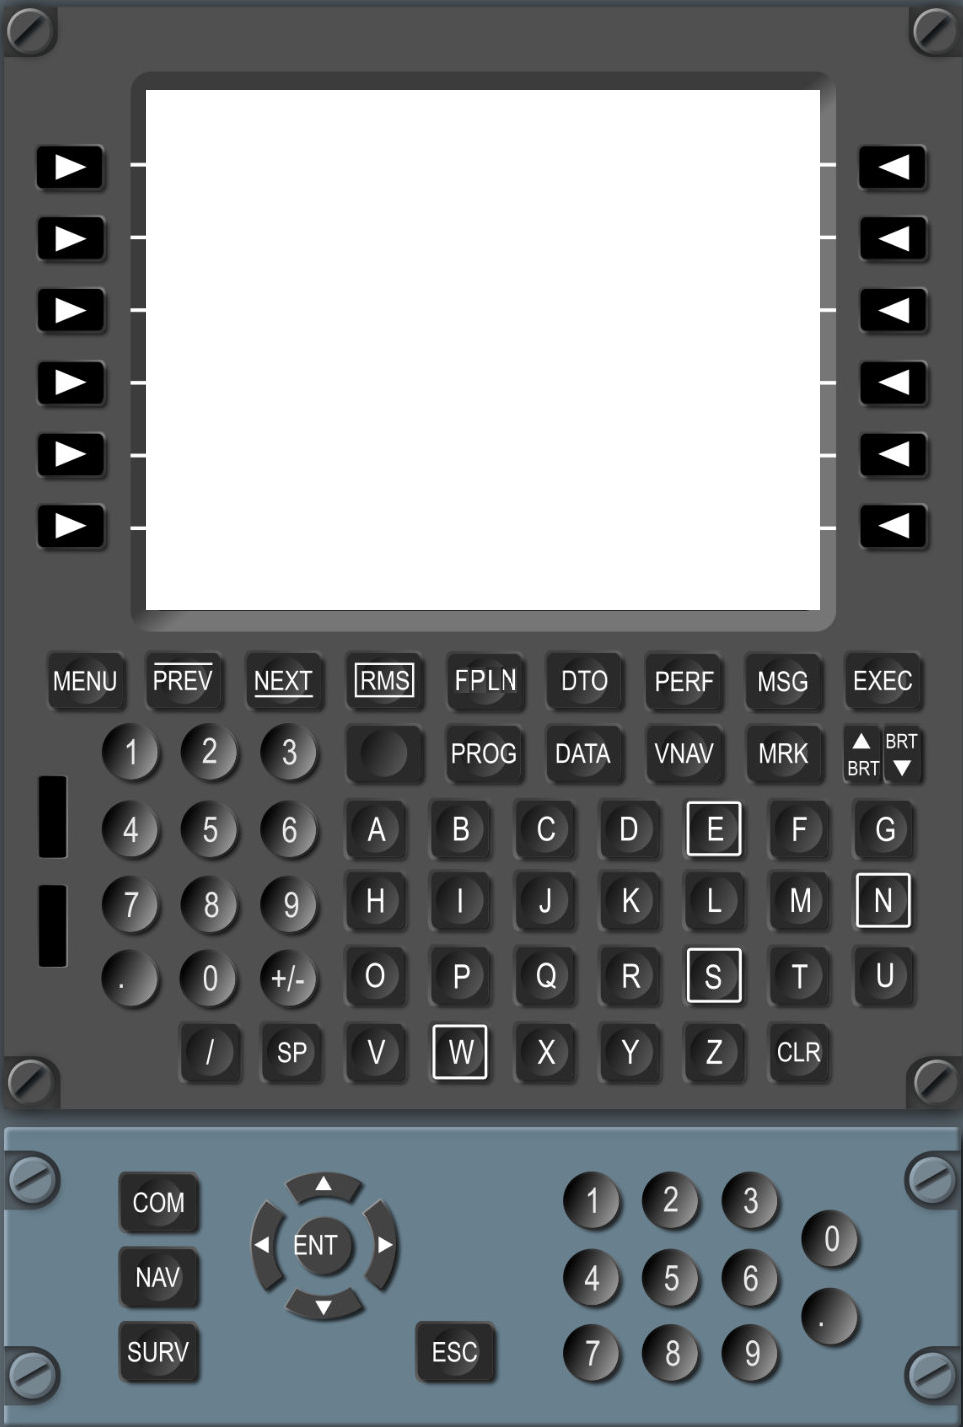 MENU PREV NEXT RMS FPLN DTO PERF MSG EXEC
1 2 3 PROG DATA VNAV MRK BRT BRT
4 5 6 A B C D E F G
7 8 9 H I J K L M N
. 0 +/- O P Q R S T U
/ SP V W X Y Z CLR
COM 1 2 3
ENT 0
NAV 4 5 6
.
SURV ESC 7 8 9